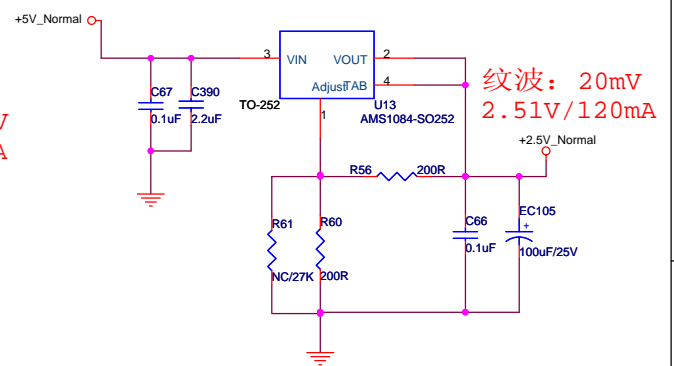 +5V_Normal
3
VIN
VOUT
2
4
Adjust
TAB
1
TO-252
U13
AMS1084-SO252
C67
0.1uF
C390
2.2uF
纹波：20mV
2.51V/120mA
V
A
+2.5V_Normal
R56
200R
R61
NC/27K
R60
200R
C66
0.1uF
EC105
+
100uF/25V